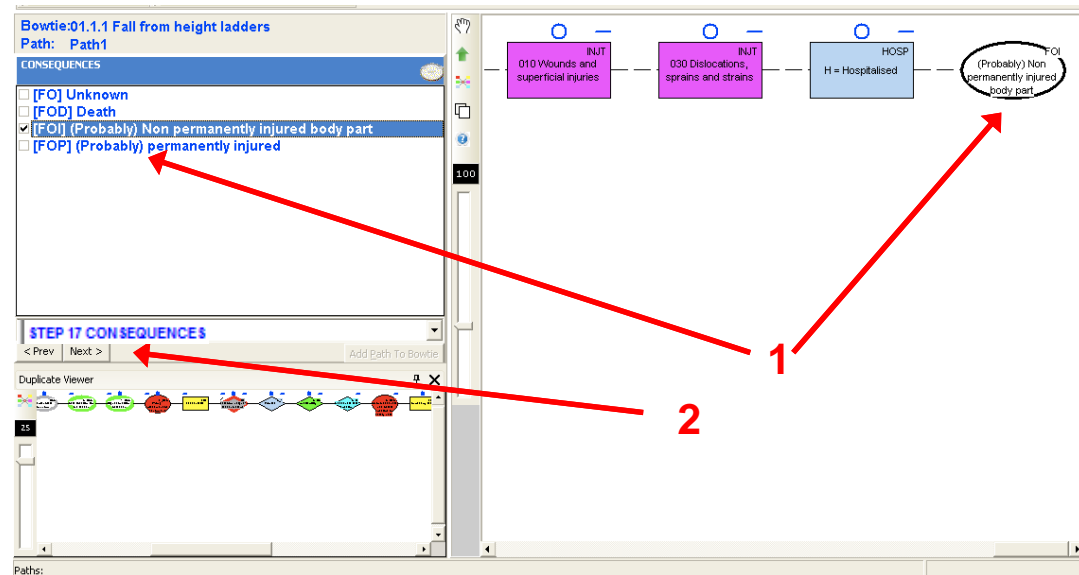 Bowtie:01.1.1 Fall from height ladders
Path: Path1
CONSEQUENCES
[FO] Unknown
[FOD] Death
[FOI] (Probably) Non permanently injured body part
[FOP] (Probably) permanently injured
STEP 17 CONSEQUENCES
< Prev
Next >
Add Path To Bowtie
Duplicate Viewer
25
Paths:
100
INJT
010 Wounds and
superficial injuries
INJT
030 Dislocations,
sprains and strains
HOSP
H = Hospitalised
FOI
(Probably) Non
permanently injured
body part
1
2